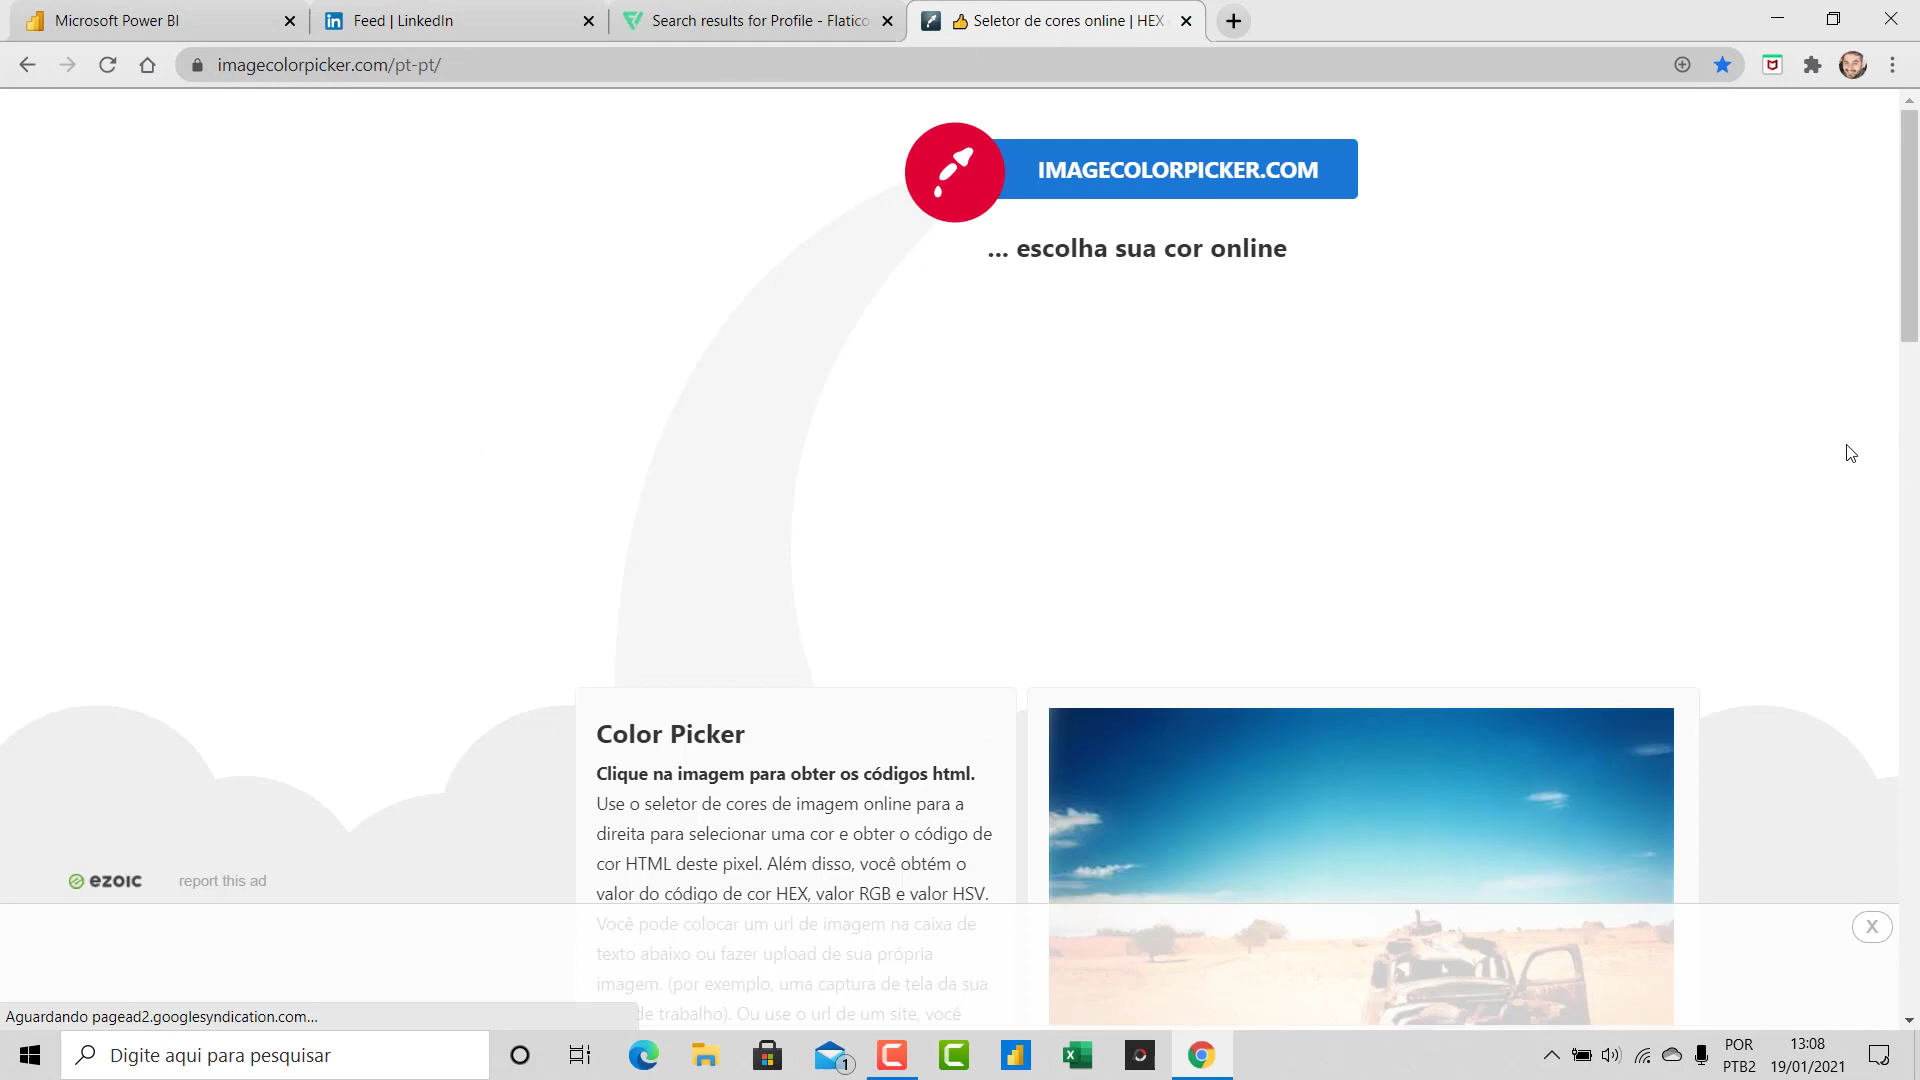 Microsoft Power BI
Feed | LinkedIn
Search results for Profile - Flatico
Seletor de cores online | HEX
imagecolorpicker.com/pt-pt/
IMAGECOLORPICKER.COM
... escolha sua cor online
Color Picker
Clique na imagem para obter os códigos html.
Use o seletor de cores de imagem online para a
direita para selecionar uma cor e obter o código de
cor HTML deste pixel. Além disso, você obtém o
valor do código de cor HEX, valor RGB e valor HSV.
Você pode colocar um url de imagem na caixa de
texto abaixo ou fazer upload de sua própria
imagem. (por exemplo, uma captura de tela da sua
de trabalho). Ou use o url de um site, você
ezoic report this ad
X
Aguardando pagead2.googlesyndication.com...
Digite aqui para pesquisar
1
POR
PTB2
13:08
19/01/2021